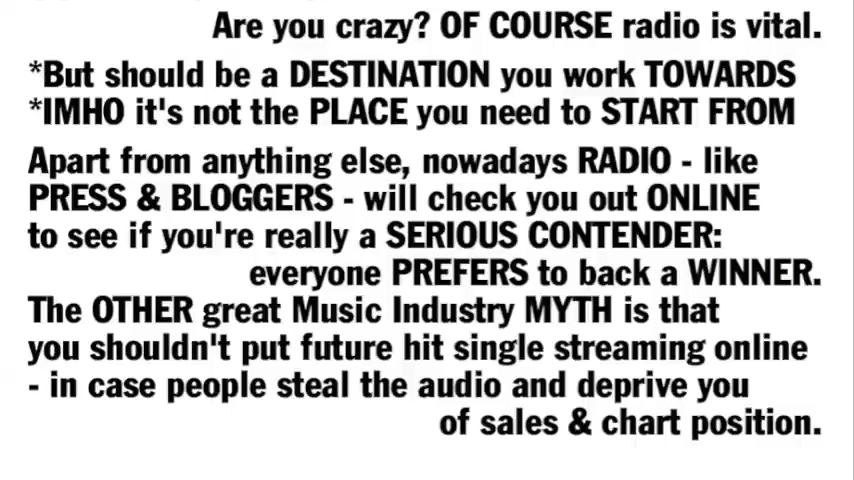 Are you crazy? OF COURSE radio is vital.
*But should be a DESTINATION you work TOWARDS
*IMHO it's not the PLACE you need to START FROM
Apart from anything else, nowadays RADIO - like
PRESS & BLOGGERS - will check you out ONLINE
to see if you're really a SERIOUS CONTENDER:
everyone PREFERS to back a WINNER.
The OTHER great Music Industry MYTH is that
you shouldn't put future hit single streaming online
- in case people steal the audio and deprive you
of sales & chart position.